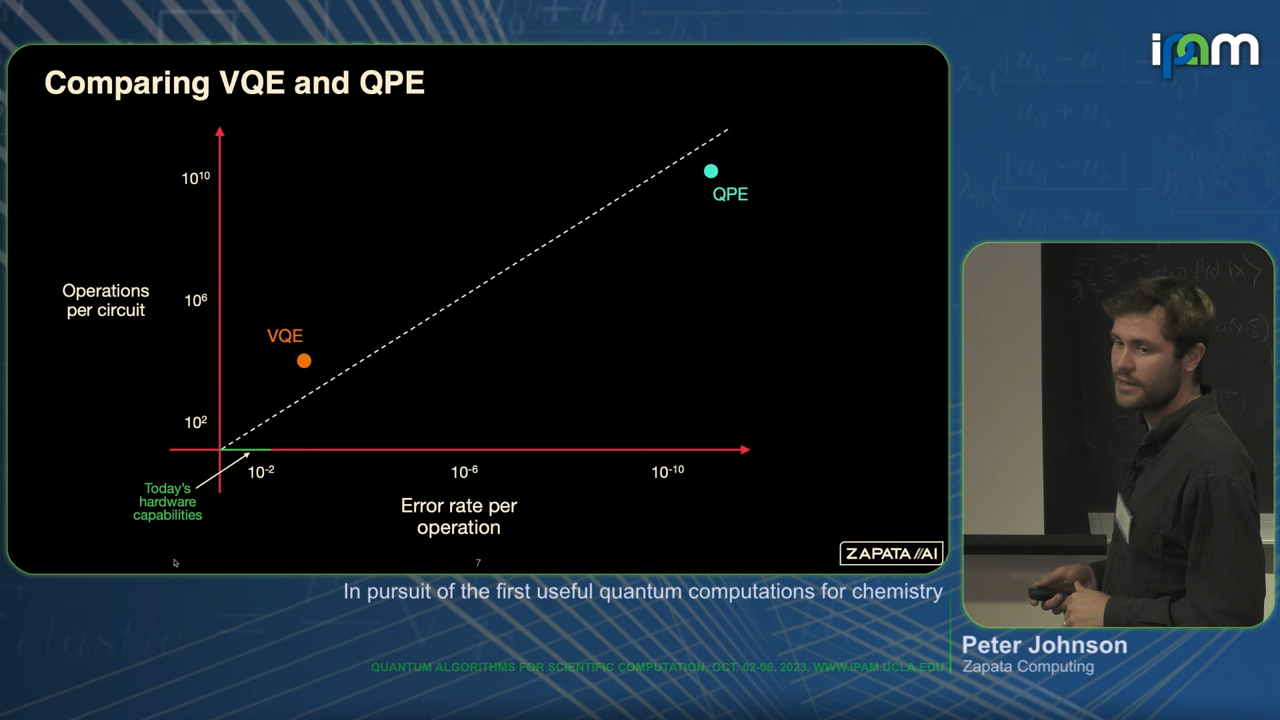 ipam
Comparing VQE and QPE
10¹⁰
QPE
Operations
per circuit
10⁶
VQE
10²
10⁻²
10⁻⁶
10⁻¹⁰
Today's
hardware
capabilities
Error rate per
operation
7
ZAPATA//AI
In pursuit of the first useful quantum computations for chemistry
Peter Johnson
Zapata Computing
QUANTUM ALGORITHMS FOR SCIENTIFIC COMPUTATION, OCT. 02-06, 2023, WWW.IPAM.UCLA.EDU
elastic